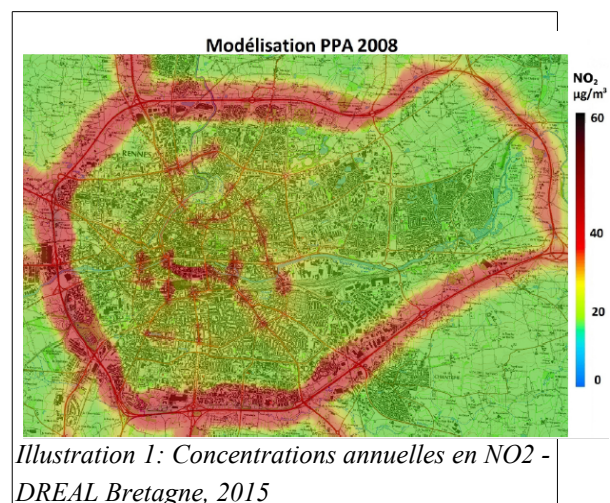 Modélisation PPA 2008
NO₂
µg/m³
60
40
20
0
RENNES
Illustration 1: Concentrations annuelles en NO2 -
DREAL Bretagne, 2015